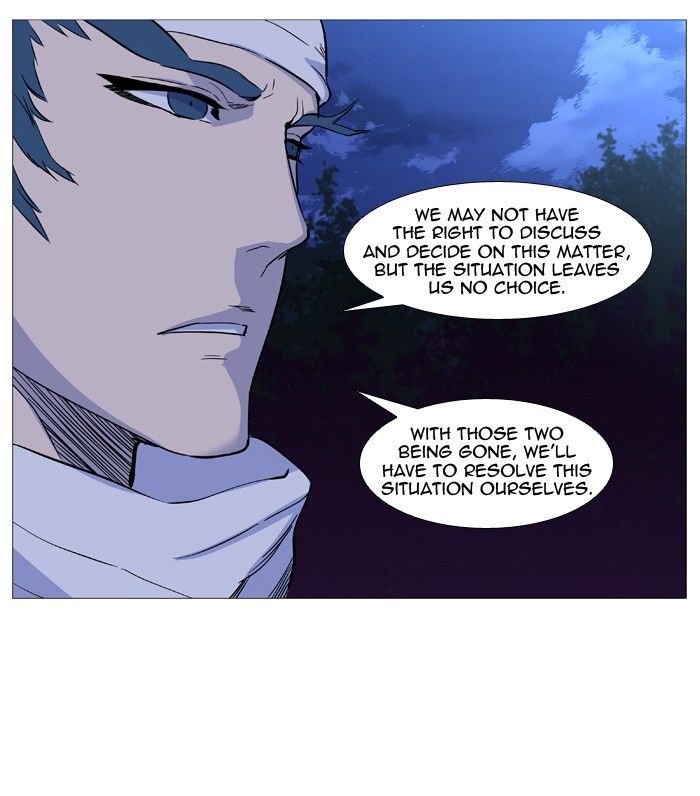 WE MAY NOT HAVE
THE RIGHT TO DISCUSS
AND DECIDE ON THIS MATTER,
BUT THE SITUATION LEAVES
US NO CHOICE.
WITH THOSE TWO
BEING GONE, WE'LL
HAVE TO RESOLVE THIS
SITUATION OURSELVES.